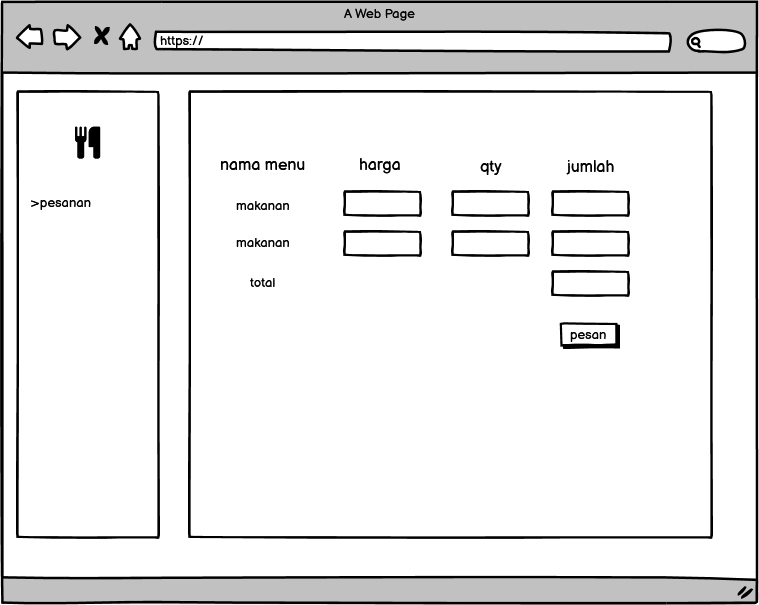 A Web Page
https://
>pesanan
nama menu harga qty jumlah
makanan
makanan
total
pesan